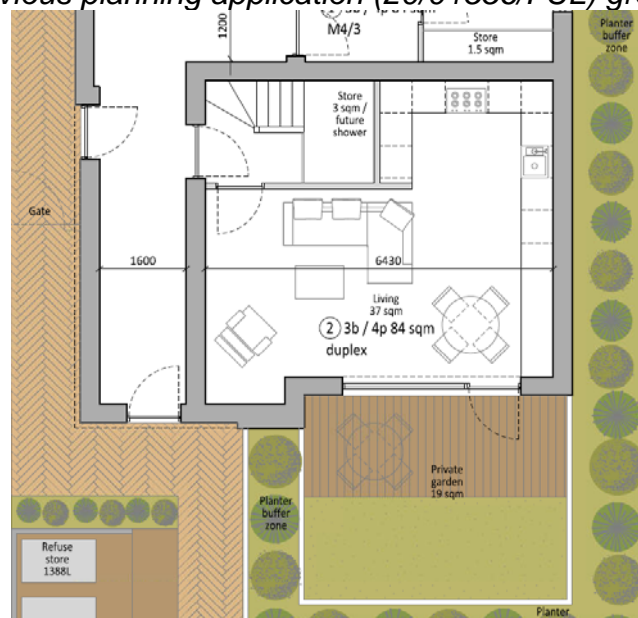 1200
M4/3
Store
1.5 sqm
Planter
buffer
zone
Store
3 sqm /
future
shower
Gate
1600
6430
Living
37 sqm
2 3b / 4p 84 sqm
duplex
Private
garden
19 sqm
Planter
buffer
zone
Refuse
store
1388L
Planter